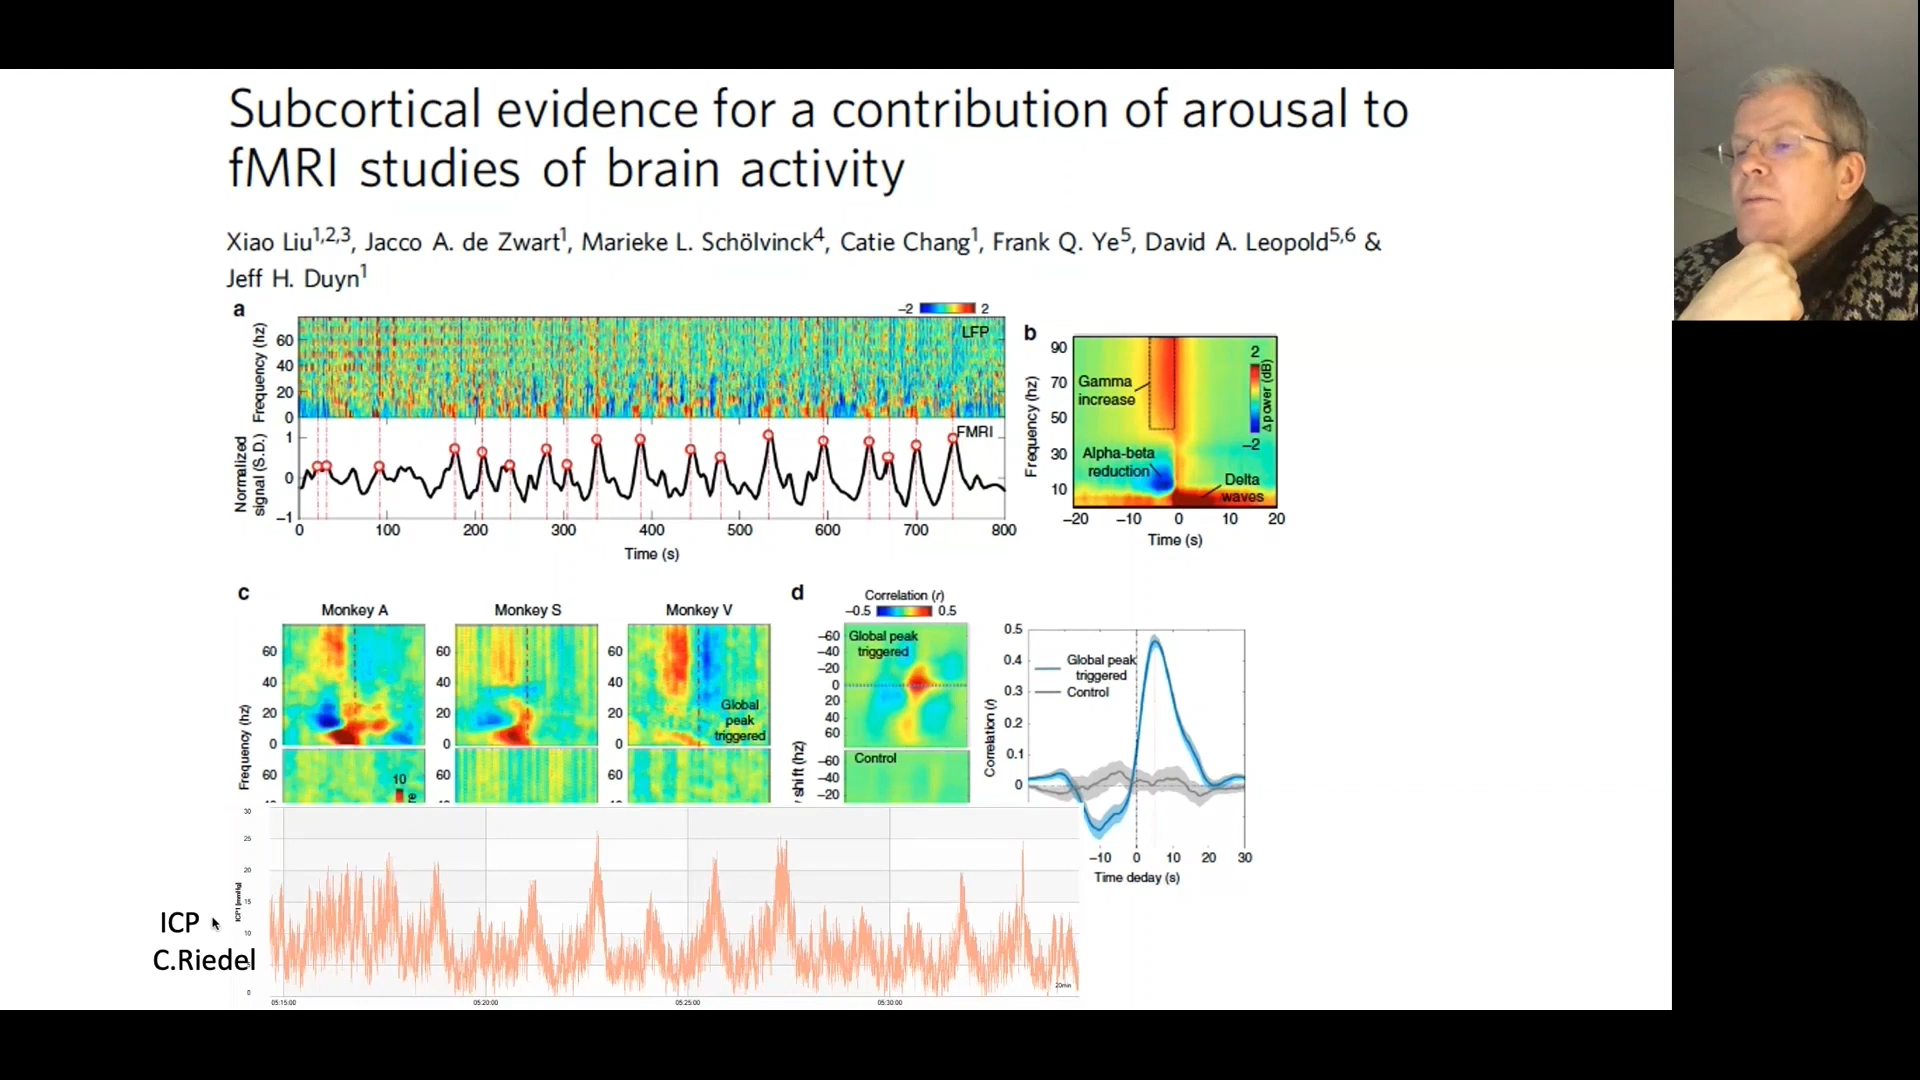 Subcortical evidence for a contribution of arousal to
fMRI studies of brain activity
Xiao Liu1,2,3, Jacco A. de Zwart1, Marieke L. Schölvinck4, Catie Chang1, Frank Q. Ye5, David A. Leopold5,6 &
Jeff H. Duyn1
a
−2 2
LFP
Frequency (hz)
60
40
20
0
FMRI
Normalized
signal (S.D.)
1
0
−1
0 100 200 300 400 500 600 700 800
Time (s)
b
90
70
50
30
10
Frequency (hz)
Gamma
increase
Alpha-beta
reduction
Delta
waves
2
Δ power (dB)
−2
−20 −10 0 10 20
Time (s)
c
Monkey A Monkey S Monkey V
Frequency (hz)
60 60 60
40 40 40
20 20 20
0 0 0
Global
peak
triggered
60 60 60
10
d
Correlation (r)
−0.5 0.5
Global peak
triggered
−60
−40
−20
0
20
40
60
Control
−60
−40
−20
shift (hz)
0.5
0.4
0.3
0.2
0.1
0
Correlation (r)
Global peak
triggered
Control
−10 0 10 20 30
Time deday (s)
30
25
20
15
10
0
ICP1 [mmHg]
ICP
C.Riedel
20min
05:15:00 05:20:00 05:25:00 05:30:00